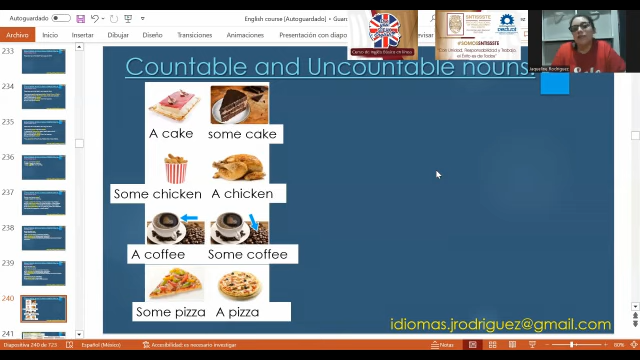 Autoguardado
English course
Guar
Archivo Inicio Insertar Dibujar Diseño Transiciones Animaciones Presentación con diapo
#SOMOSENTISSSTE
233
234
235
236
237
238
239
240
241
Countable and Uncountable nouns
A cake some cake
Some chicken A chicken
A coffee Some coffee
Some pizza A pizza
idiomas.jrodriguez@gmail.com
Diapositiva 240 de 725 Español (México) Accesibilidad: es necesario investigar Notas 80%